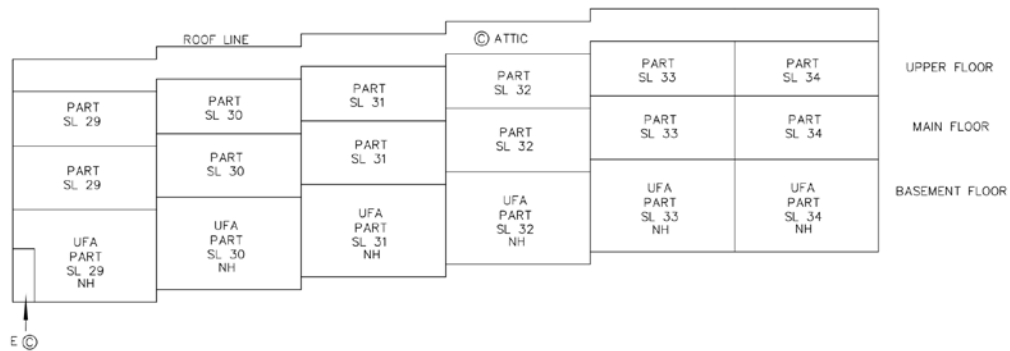 ROOF LINE
© ATTIC
PART
SL 29
PART
SL 30
PART
SL 31
PART
SL 32
PART
SL 33
PART
SL 34
UPPER FLOOR
PART
SL 29
PART
SL 30
PART
SL 31
PART
SL 32
PART
SL 33
PART
SL 34
MAIN FLOOR
UFA
PART
SL 29
NH
UFA
PART
SL 30
NH
UFA
PART
SL 31
NH
UFA
PART
SL 32
NH
UFA
PART
SL 33
NH
UFA
PART
SL 34
NH
BASEMENT FLOOR
E ©